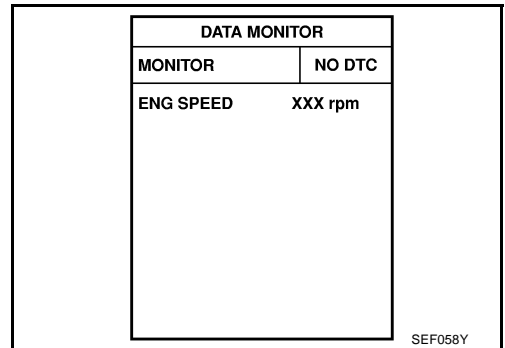 DATA MONITOR
MONITOR NO DTC
ENG SPEED XXX rpm
SEF058Y